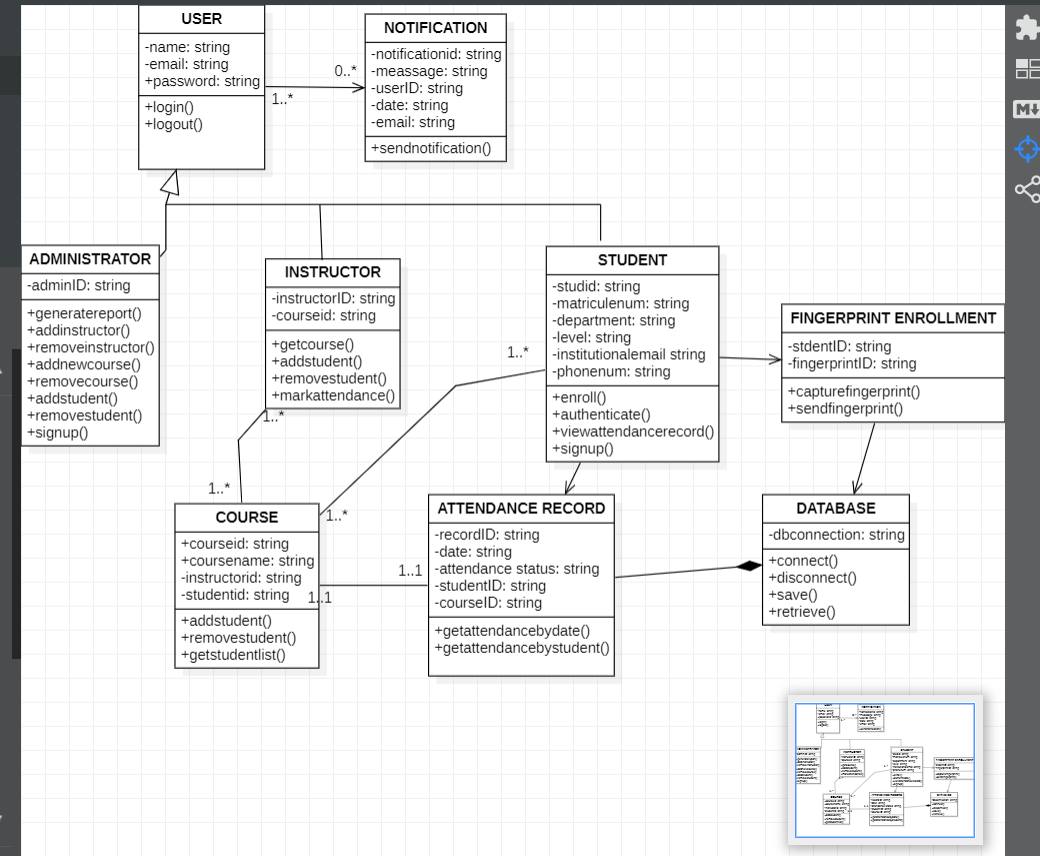 USER
-name: string
-email: string
+password: string
+login()
+logout()
NOTIFICATION
-notificationid: string
-meassage: string
-userID: string
-date: string
-email: string
+sendnotification()
0..*
1..*
ADMINISTRATOR
-adminID: string
+generatereport()
+addinstructor()
+removeinstructor()
+addnewcourse()
+removecourse()
+addstudent()
+removestudent()
+signup()
INSTRUCTOR
-instructorID: string
-courseid: string
+getcourse()
+addstudent()
+removestudent()
+markattendance()
1..*
STUDENT
-studid: string
-matriculenum: string
-department: string
-level: string
-institutionalemail string
-phonenum: string
+enroll()
+authenticate()
+viewattendancerecord()
+signup()
1..*
FINGERPRINT ENROLLMENT
-stdentID: string
-fingerprintID: string
+capturefingerprint()
+sendfingerprint()
1..*
COURSE
+courseid: string
+coursename: string
-instructorid: string
-studentid: string
+addstudent()
+removestudent()
+getstudentlist()
1..*
1..1
1..1
ATTENDANCE RECORD
-recordID: string
-date: string
-attendance status: string
-studentID: string
-courseID: string
+getattendancebydate()
+getattendancebystudent()
DATABASE
-dbconnection: string
+connect()
+disconnect()
+save()
+retrieve()
M